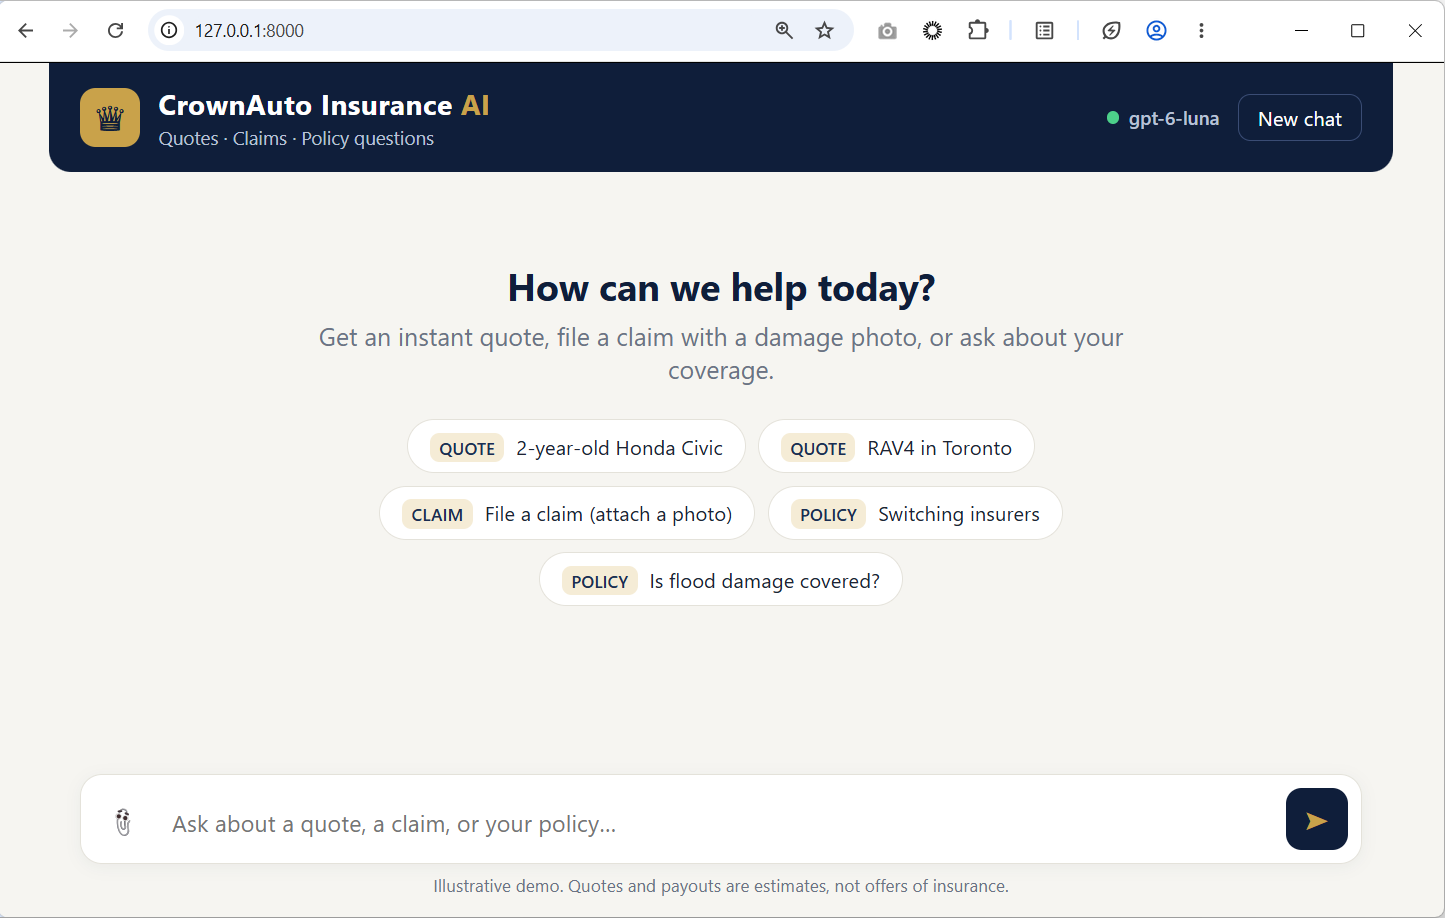 127.0.0.1:8000
CrownAuto Insurance AI
Quotes · Claims · Policy questions
gpt-6-luna
New chat
How can we help today?
Get an instant quote, file a claim with a damage photo, or ask about your
coverage.
QUOTE 2-year-old Honda Civic
QUOTE RAV4 in Toronto
CLAIM File a claim (attach a photo)
POLICY Switching insurers
POLICY Is flood damage covered?
Ask about a quote, a claim, or your policy...
Illustrative demo. Quotes and payouts are estimates, not offers of insurance.